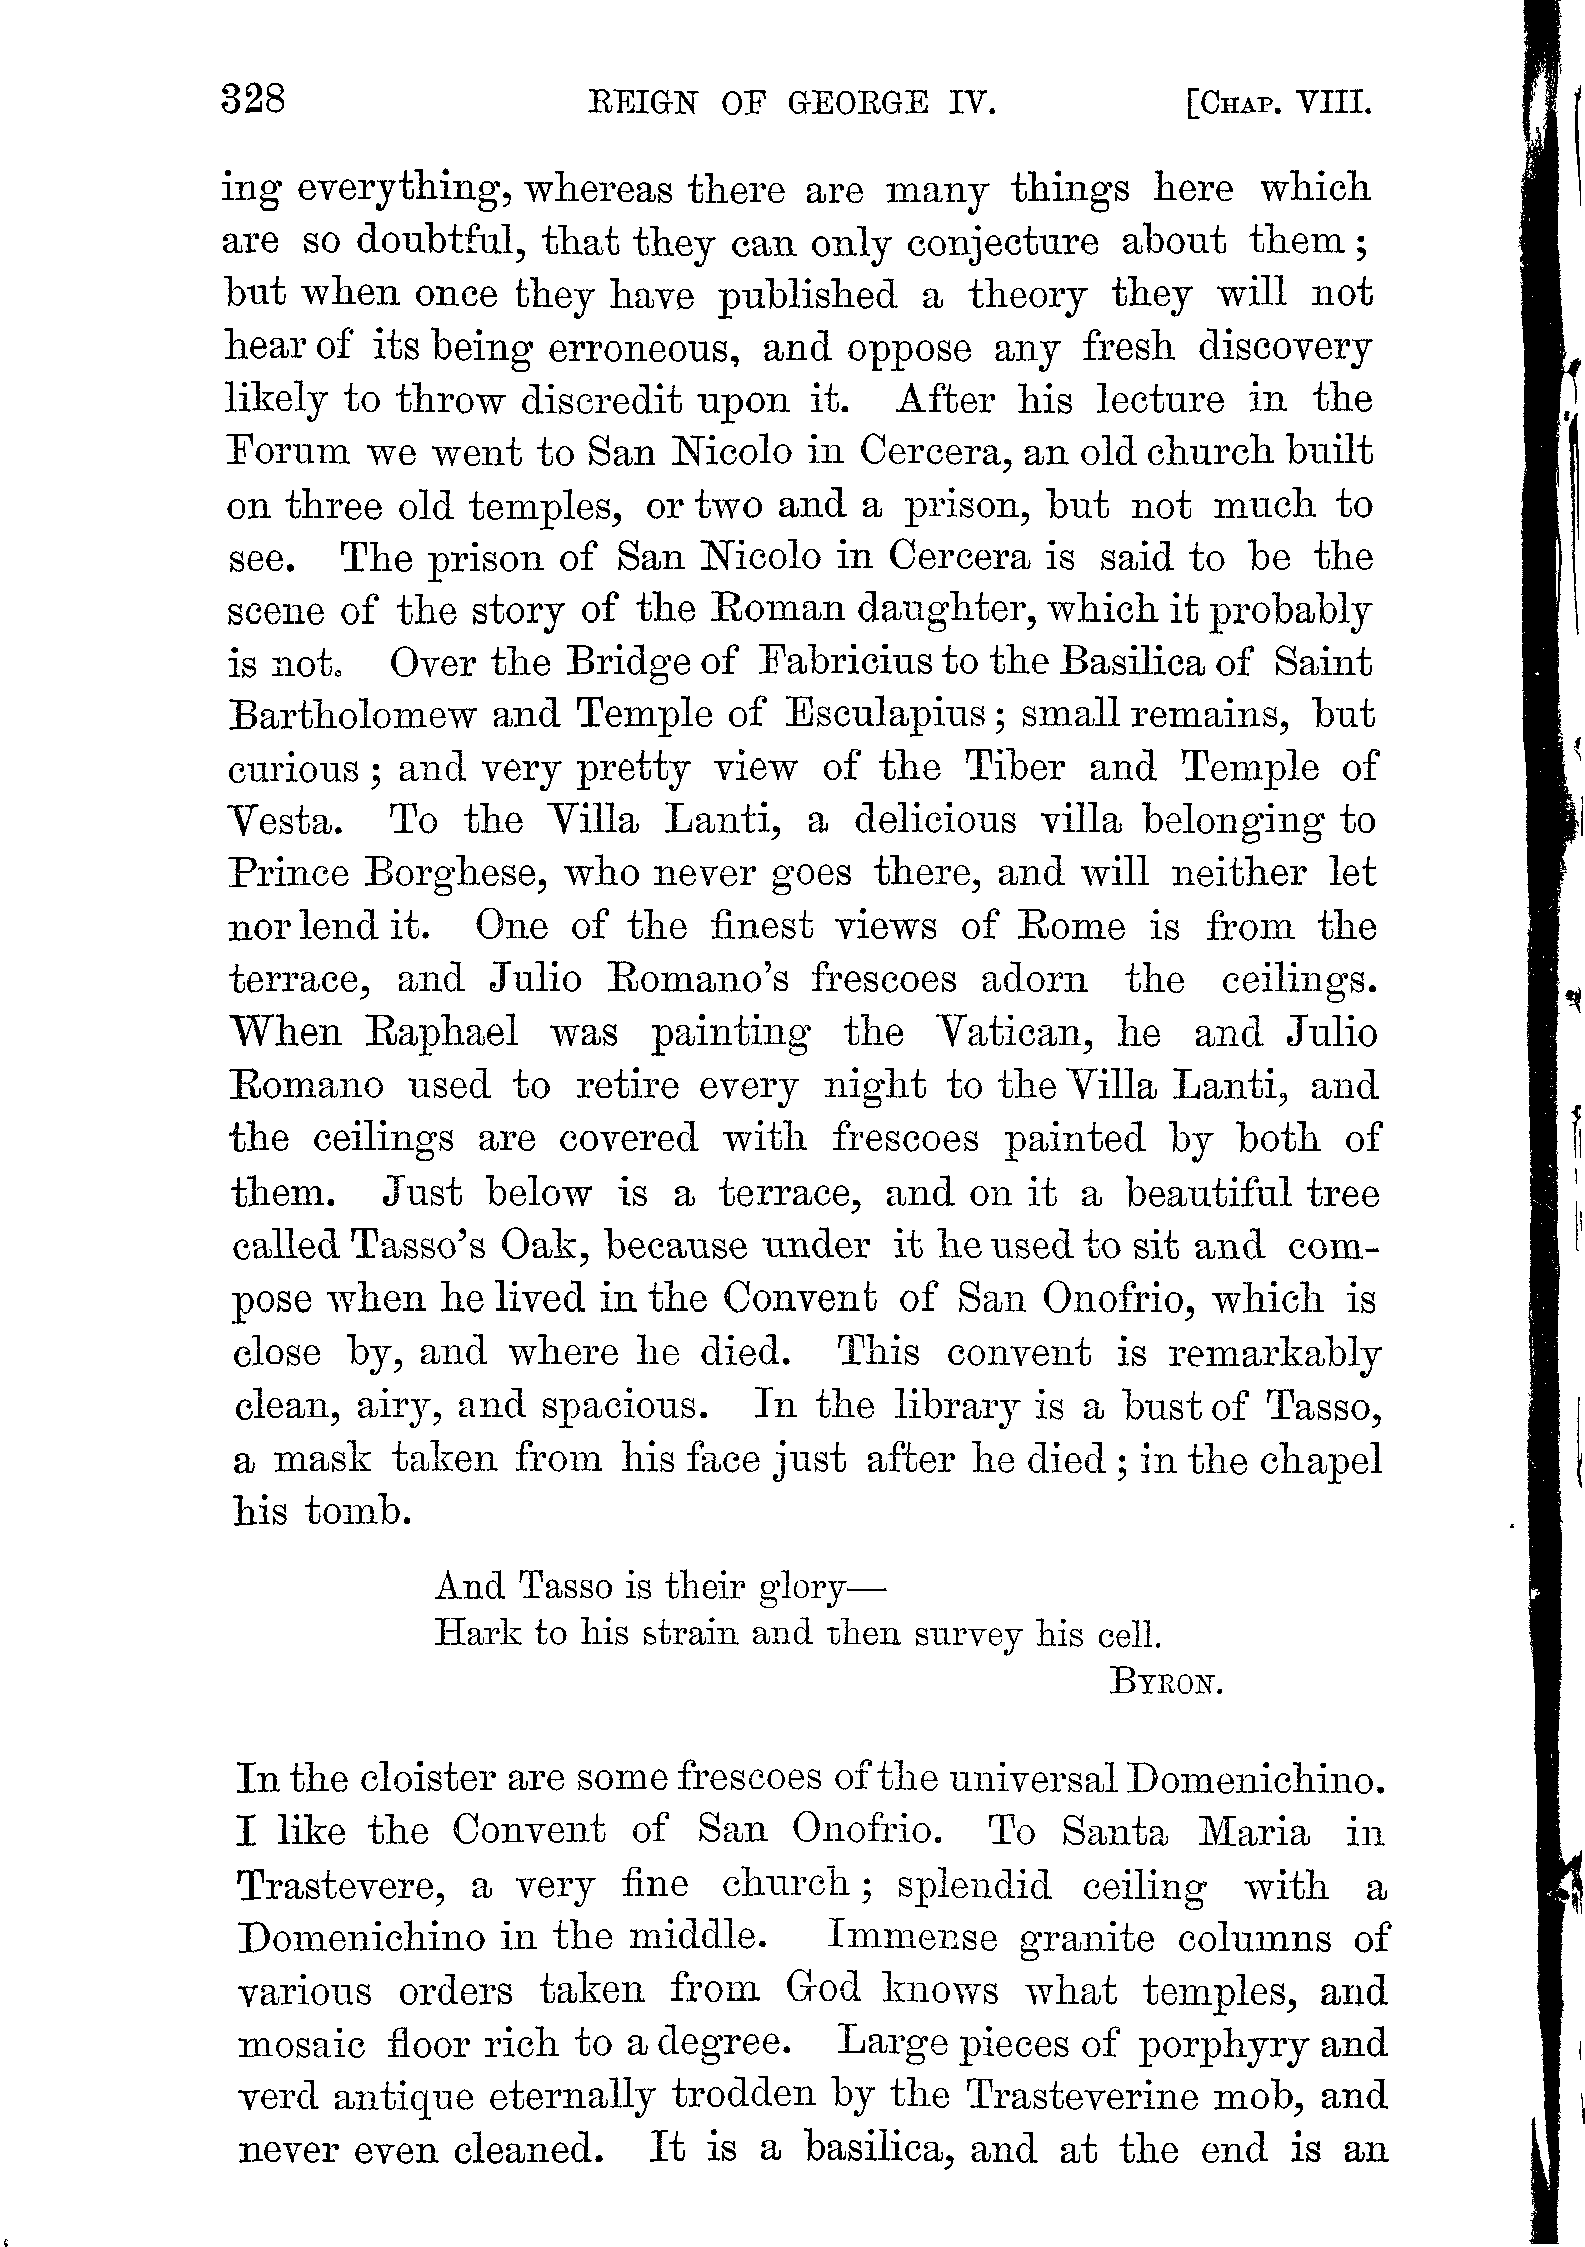 328 REIGN OF GEORGE IV. [CHAP. VIII.
ing everything, whereas there are many things here which
are so doubtful, that they can only conjecture about them;
but when once they have published a theory they will not
hear of its being erroneous, and oppose any fresh discovery
likely to throw discredit upon it. After his lecture in the
Forum we went to San Nicolo in Cercera, an old church built
on three old temples, or two and a prison, but not much to
see. The prison of San Nicolo in Cercera is said to be the
scene of the story of the Roman daughter, which it probably
is not. Over the Bridge of Fabricius to the Basilica of Saint
Bartholomew and Temple of Esculapius; small remains, but
curious; and very pretty view of the Tiber and Temple of
Vesta. To the Villa Lanti, a delicious villa belonging to
Prince Borghese, who never goes there, and will neither let
nor lend it. One of the finest views of Rome is from the
terrace, and Julio Romano's frescoes adorn the ceilings.
When Raphael was painting the Vatican, he and Julio
Romano used to retire every night to the Villa Lanti, and
the ceilings are covered with frescoes painted by both of
them. Just below is a terrace, and on it a beautiful tree
called Tasso's Oak, because under it he used to sit and com-
pose when he lived in the Convent of San Onofrio, which is
close by, and where he died. This convent is remarkably
clean, airy, and spacious. In the library is a bust of Tasso,
a mask taken from his face just after he died; in the chapel
his tomb.
And Tasso is their glory—
Hark to his strain and then survey his cell.
BYRON.
In the cloister are some frescoes of the universal Domenichino.
I like the Convent of San Onofrio. To Santa Maria in
Trastevere, a very fine church; splendid ceiling with a
Domenichino in the middle. Immense granite columns of
various orders taken from God knows what temples, and
mosaic floor rich to a degree. Large pieces of porphyry and
verd antique eternally trodden by the Trasteverine mob, and
never even cleaned. It is a basilica, and at the end is an